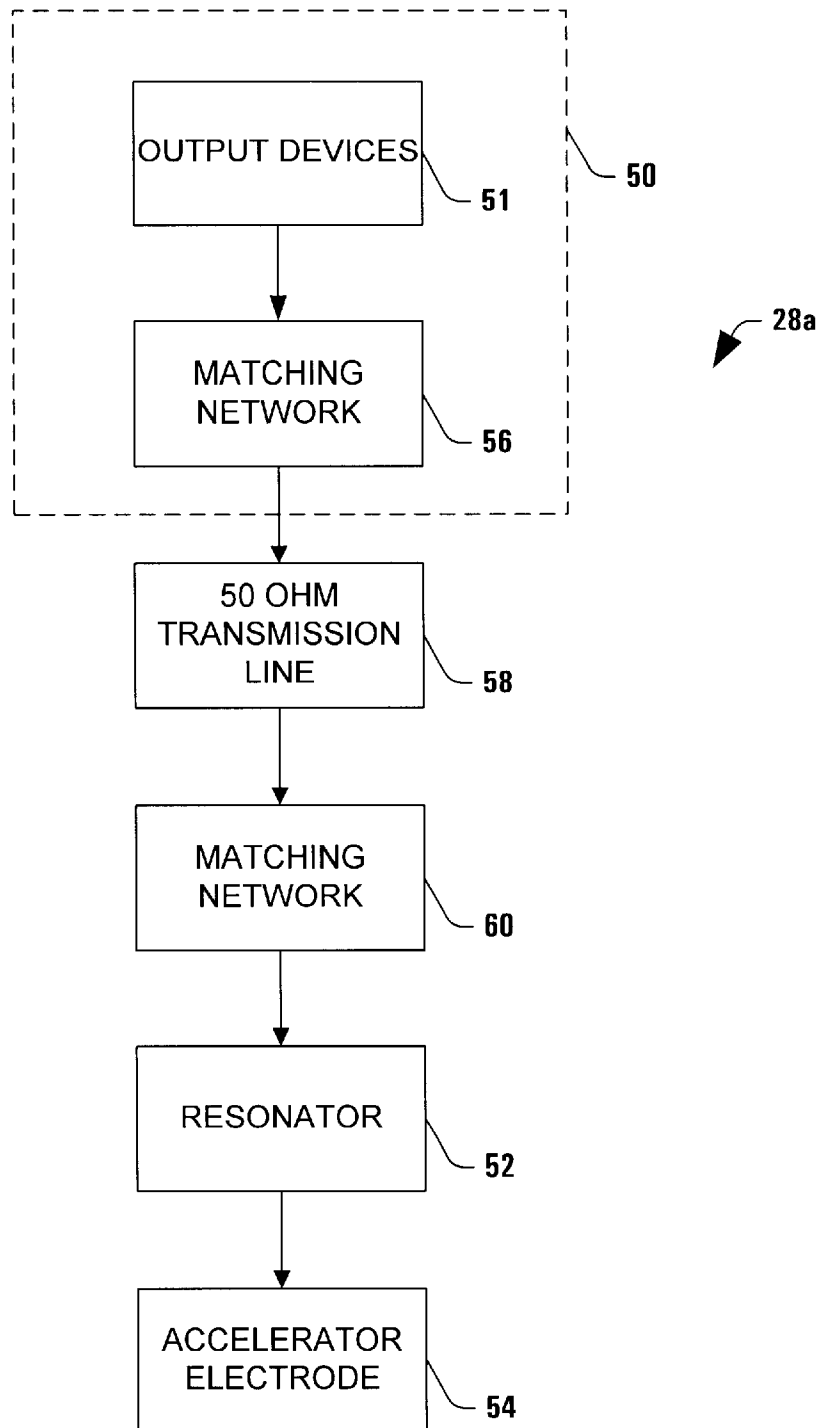 OUTPUT DEVICES
51
50
28a
MATCHING
NETWORK
56
50 OHM
TRANSMISSION
LINE
58
MATCHING
NETWORK
60
RESONATOR
52
ACCELERATOR
ELECTRODE
54